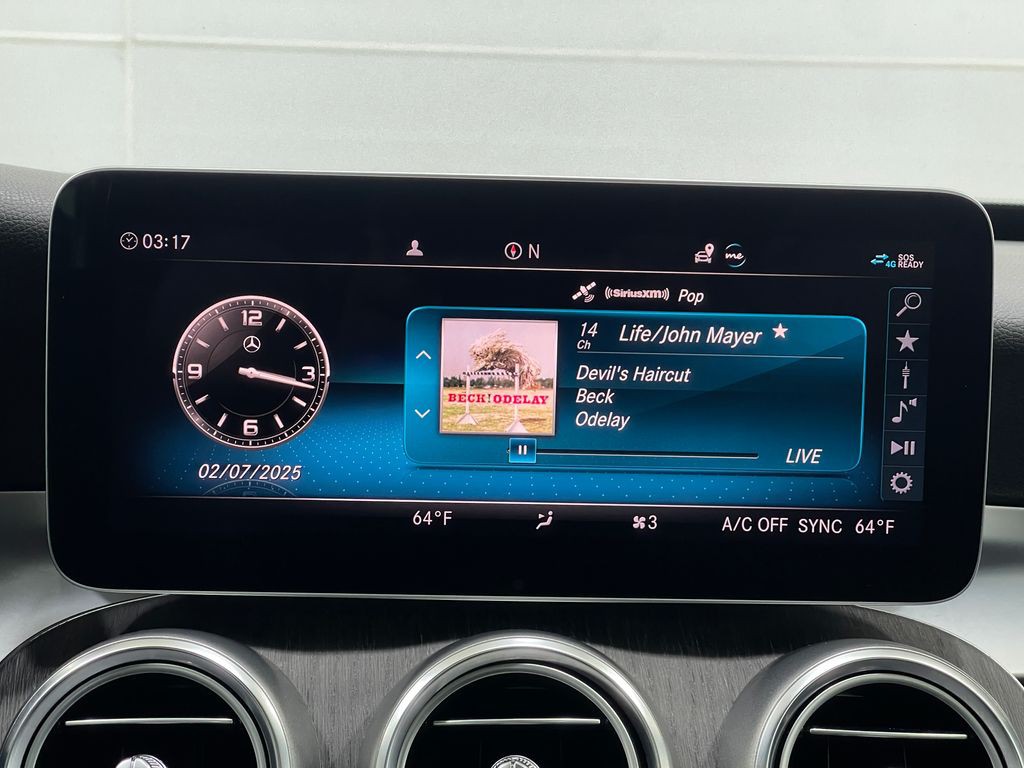 03:17
N
me
4G SOS READY
SiriusXM Pop
12
9
3
6
02/07/2025
14 Ch
Life/John Mayer
Devil's Haircut
Beck
Odelay
BECK! ODELAY
LIVE
64°F
3
A/C OFF SYNC 64°F